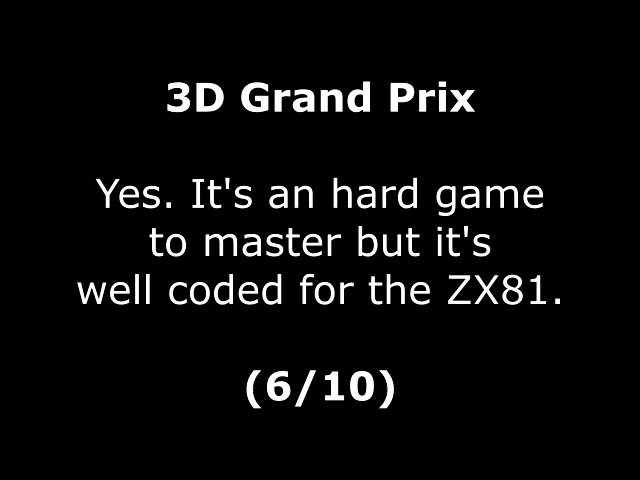 3D Grand Prix
Yes. It's an hard game
to master but it's
well coded for the ZX81.
(6/10)